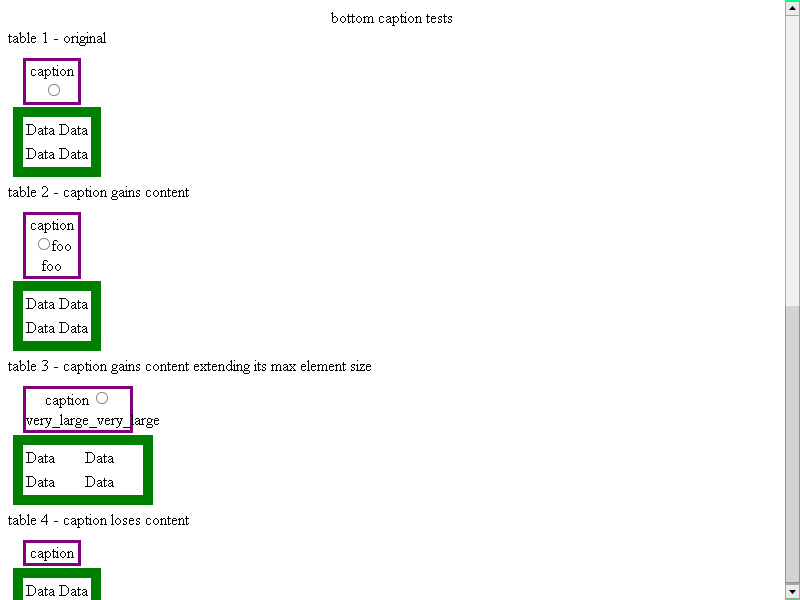 bottom caption tests
table 1 - original
caption
Data Data
Data Data
table 2 - caption gains content
caption
foo
foo
Data Data
Data Data
table 3 - caption gains content extending its max element size
caption
very_large_very_large
Data Data
Data Data
table 4 - caption loses content
caption
Data Data